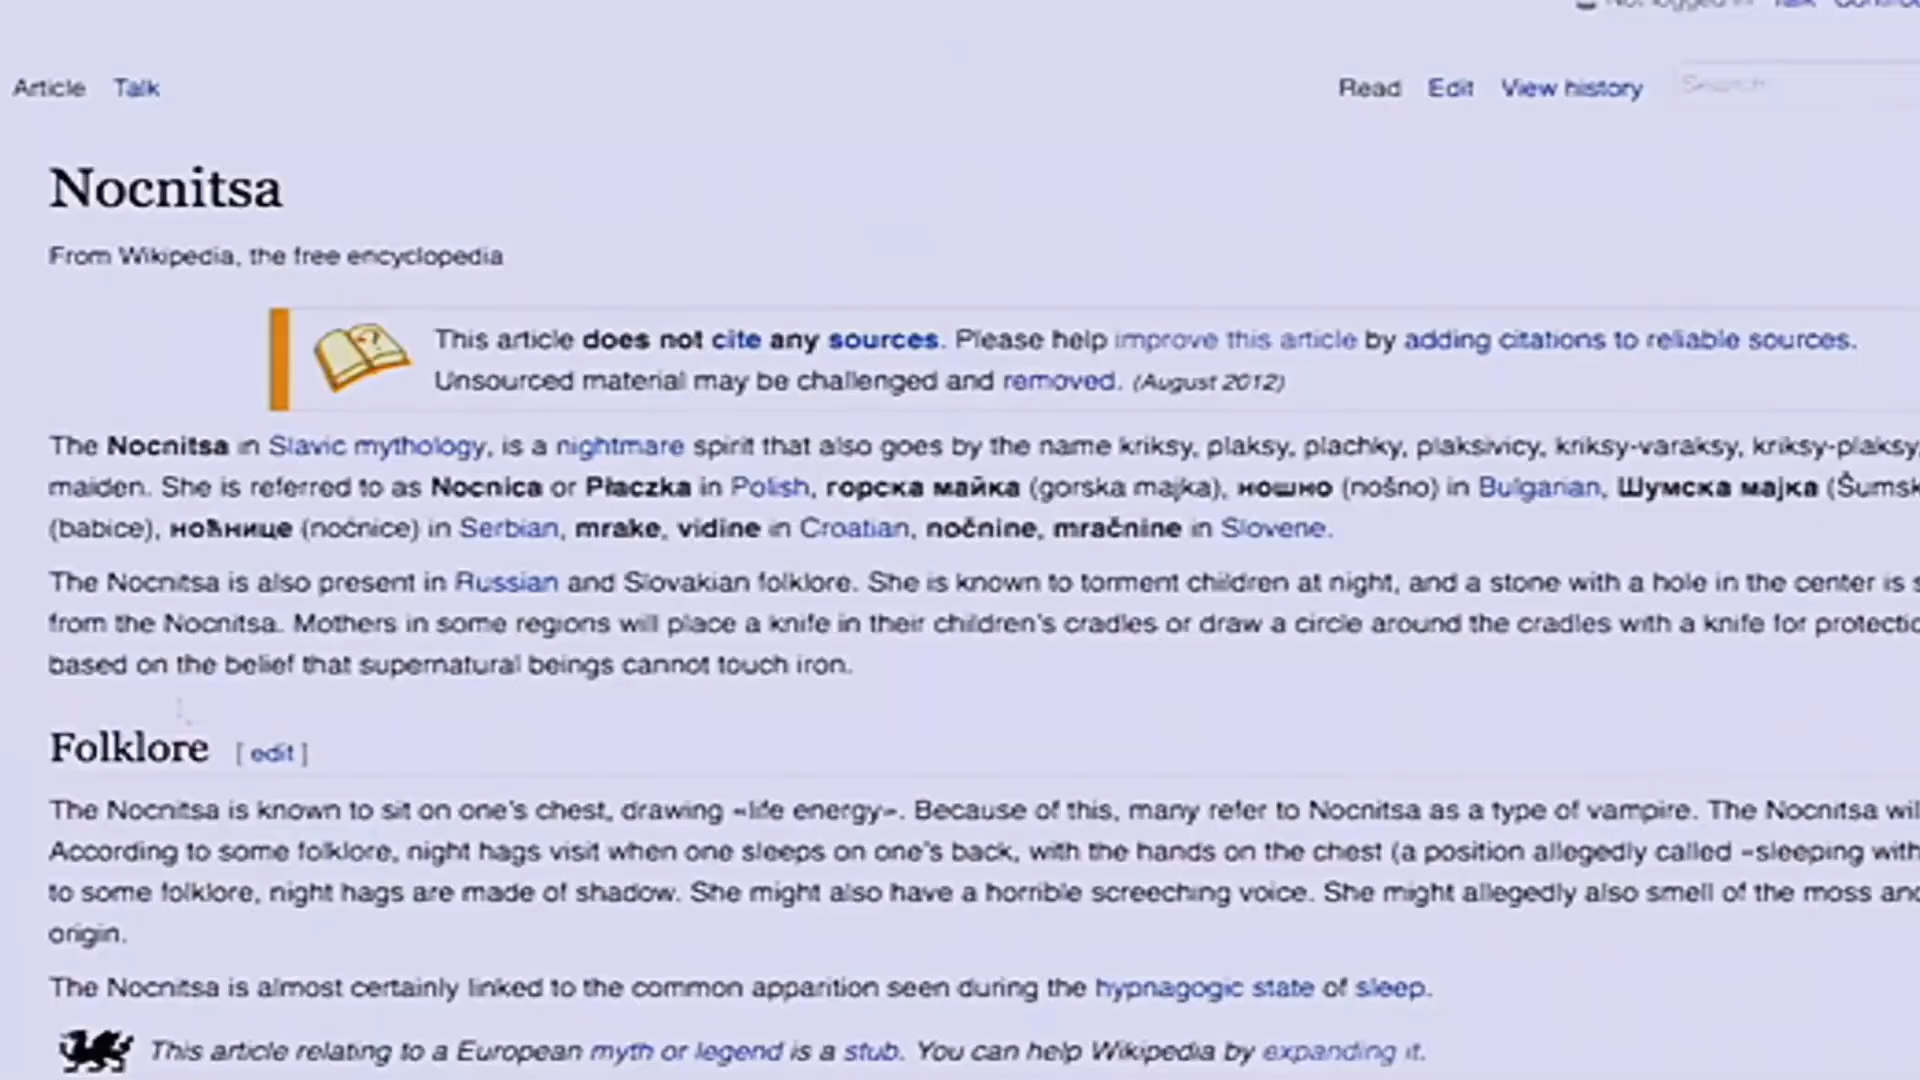 Not logged in Talk
Article Talk
Read Edit View history Search
Nocnitsa
From Wikipedia, the free encyclopedia
This article does not cite any sources. Please help improve this article by adding citations to reliable sources.
Unsourced material may be challenged and removed. (August 2012)
The Nocnitsa in Slavic mythology, is a nightmare spirit that also goes by the name kriksy, plaksy, plachky, plaksivicy, kriksy-varaksy, kriksy-plaksy,
maiden. She is referred to as Nocnica or Płaczka in Polish, горска майка (gorska majka), ношно (nošno) in Bulgarian, Шумска мајка (Šumsk
(babice), ноћнице (noćnice) in Serbian, mrake, vidine in Croatian, nočnine, mračnine in Slovene.
The Nocnitsa is also present in Russian and Slovakian folklore. She is known to torment children at night, and a stone with a hole in the center is s
from the Nocnitsa. Mothers in some regions will place a knife in their children's cradles or draw a circle around the cradles with a knife for protectio
based on the belief that supernatural beings cannot touch iron.
Folklore [ edit ]
The Nocnitsa is known to sit on one's chest, drawing «life energy». Because of this, many refer to Nocnitsa as a type of vampire. The Nocnitsa wil
According to some folklore, night hags visit when one sleeps on one's back, with the hands on the chest (a position allegedly called «sleeping with
to some folklore, night hags are made of shadow. She might also have a horrible screeching voice. She might allegedly also smell of the moss and
origin.
The Nocnitsa is almost certainly linked to the common apparition seen during the hypnagogic state of sleep.
This article relating to a European myth or legend is a stub. You can help Wikipedia by expanding it.